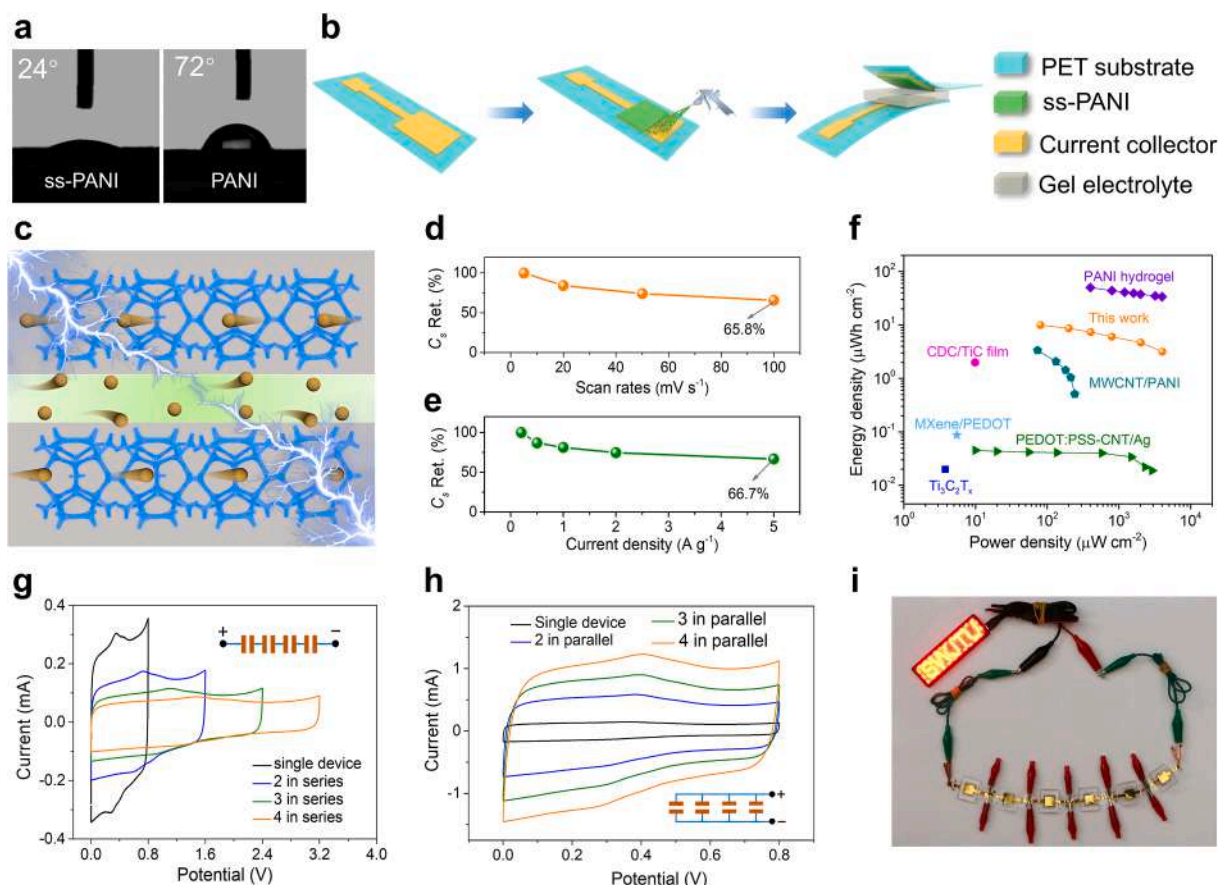 a
24°
ss-PANI
72°
PANI
b
PET substrate
ss-PANI
Current collector
Gel electrolyte
c
d
Cs Ret. (%)
100
75
50
0
20
40
60
80
100
65.8%
Scan rates (mV s⁻¹)
e
Cs Ret. (%)
100
75
50
0
0
1
2
3
4
5
66.7%
Current density (A g⁻¹)
f
Energy density (μWh cm⁻²)
10²
10¹
10⁰
10⁻¹
10⁻²
10⁰
10¹
10²
10³
10⁴
PANI hydrogel
This work
CDC/TiC film
MWCNT/PANI
MXene/PEDOT
PEDOT:PSS-CNT/Ag
Ti₃C₂Tₓ
Power density (μW cm⁻²)
g
Current (mA)
0.4
0.2
0.0
-0.2
-0.4
0.0
0.8
1.6
2.4
3.2
4.0
+
−
single device
2 in series
3 in series
4 in series
Potential (V)
h
Current (mA)
2
1
0
-1
0.0
0.2
0.4
0.6
0.8
Single device
2 in parallel
3 in parallel
4 in parallel
+
−
Potential (V)
i